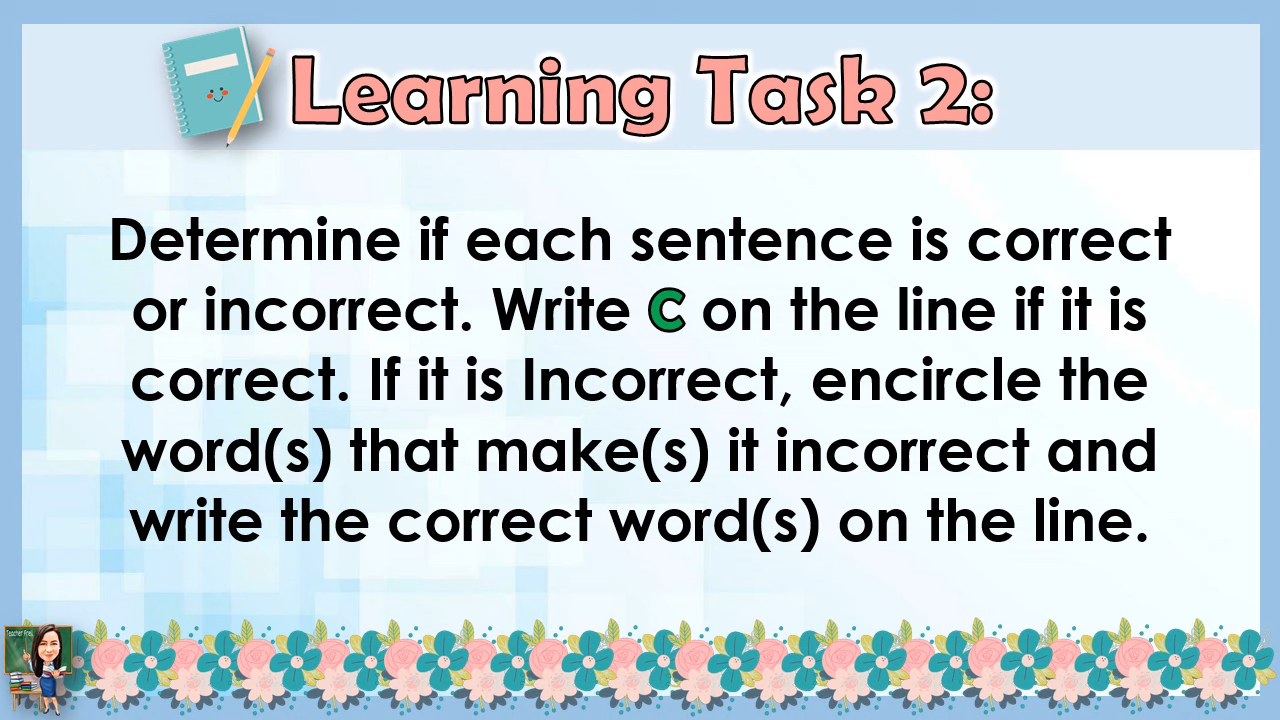 Learning Task 2:
Determine if each sentence is correct
or incorrect. Write C on the line if it is
correct. If it is Incorrect, encircle the
word(s) that make(s) it incorrect and
write the correct word(s) on the line.